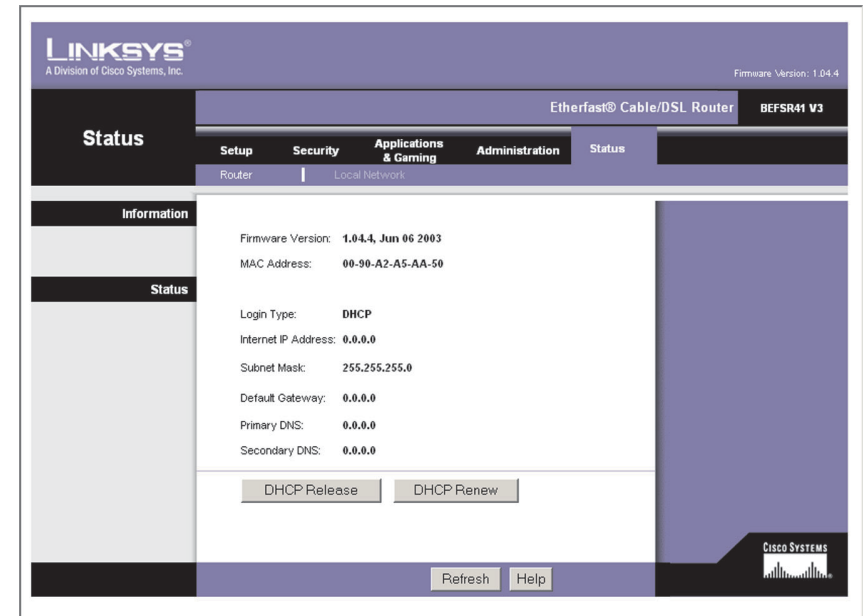 LINKSYS®
A Division of Cisco Systems, Inc.
Firmware Version: 1.04.4
Etherfast® Cable/DSL Router BEFSR41 V3
Status
Setup Security Applications & Gaming Administration Status
Router Local Network
Information
Firmware Version: 1.04.4, Jun 06 2003
MAC Address: 00-90-A2-A5-AA-50
Status
Login Type: DHCP
Internet IP Address: 0.0.0.0
Subnet Mask: 255.255.255.0
Default Gateway: 0.0.0.0
Primary DNS: 0.0.0.0
Secondary DNS: 0.0.0.0
DHCP Release DHCP Renew
CISCO SYSTEMS
Refresh Help